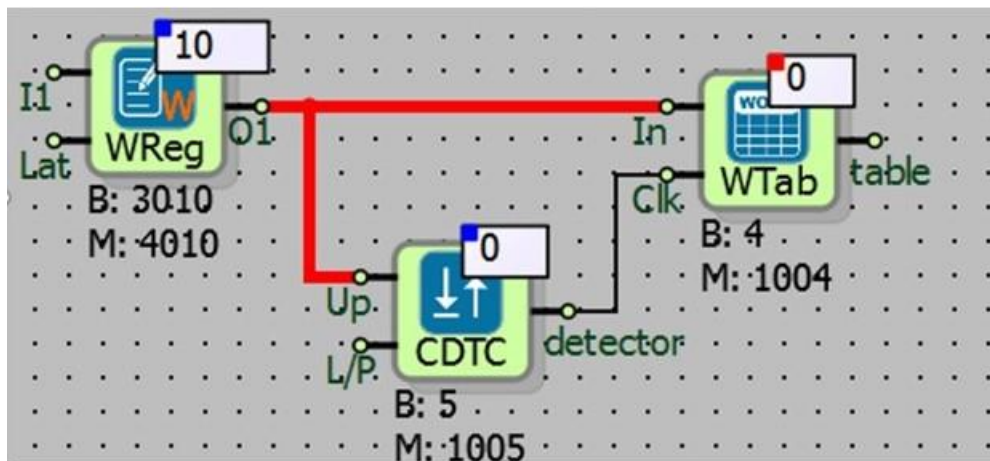 10
I1
W
O1
Lat
WReg
B: 3010
M: 4010
0
In
WO
Clk
WTab
table
B: 4
M: 1004
0
Up
L/P
CDTC
detector
B: 5
M: 1005